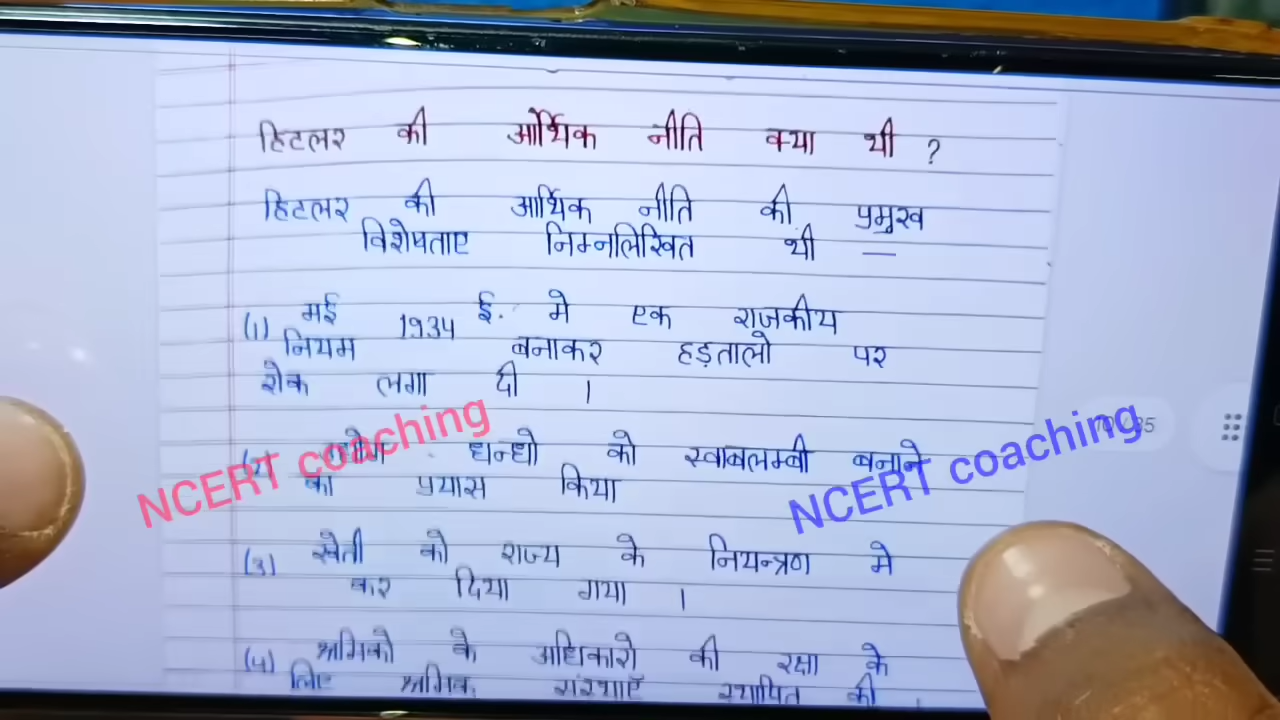 हिटलर की आर्थिक नीति क्या थी ?
हिटलर की आर्थिक नीति की प्रमुख
विशेषताए निम्नलिखित थी —
(1) मई 1934 ई. मे एक राजकीय
नियम बनाकर हड़तालो पर
रोक लगा दी ।
NCERT coaching
धन्धो को स्वाबलम्बी बनाने
का प्रयास किया
NCERT coaching
(3) खेती को राज्य के नियन्त्रण मे
कर दिया गया ।
(4) श्रमिको के अधिकारो की रक्षा के
लिए श्रमिक संस्थाएँ स्थापित की ।